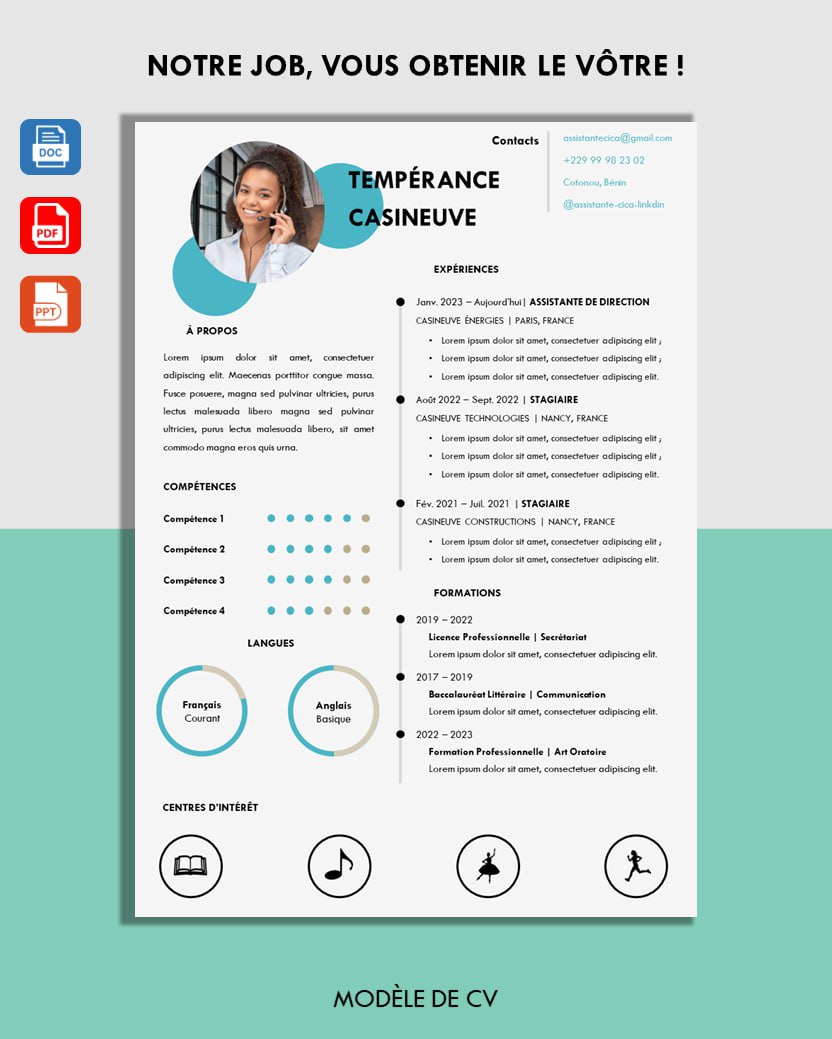 NOTRE JOB, VOUS OBTENIR LE VÔTRE !
DOC
PDF
PPT
Contacts
assistantecica@gmail.com
+229 99 98 23 02
Cotonou, Bénin
@assistante-cica-linkdin
TEMPÉRANCE
CASINEUVE
À PROPOS
Lorem ipsum dolor sit amet, consectetuer
adipiscing elit. Maecenas porttitor congue massa.
Fusce posuere, magna sed pulvinar ultricies, purus
lectus malesuada libero magna sed pulvinar
ultricies, purus lectus malesuada libero, sit amet
commodo magna eros quis urna.
COMPÉTENCES
Compétence 1
Compétence 2
Compétence 3
Compétence 4
LANGUES
Français
Courant
Anglais
Basique
EXPÉRIENCES
Janv. 2023 – Aujourd'hui| ASSISTANTE DE DIRECTION
CASINEUVE ÉNERGIES | PARIS, FRANCE
• Lorem ipsum dolor sit amet, consectetuer adipiscing elit ;
• Lorem ipsum dolor sit amet, consectetuer adipiscing elit ;
• Lorem ipsum dolor sit amet, consectetuer adipiscing elit.
Août 2022 – Sept. 2022 | STAGIAIRE
CASINEUVE TECHNOLOGIES | NANCY, FRANCE
• Lorem ipsum dolor sit amet, consectetuer adipiscing elit ;
• Lorem ipsum dolor sit amet, consectetuer adipiscing elit ;
• Lorem ipsum dolor sit amet, consectetuer adipiscing elit.
Fév. 2021 – Juil. 2021 | STAGIAIRE
CASINEUVE CONSTRUCTIONS | NANCY, FRANCE
• Lorem ipsum dolor sit amet, consectetuer adipiscing elit ;
• Lorem ipsum dolor sit amet, consectetuer adipiscing elit.
FORMATIONS
2019 – 2022
Licence Professionnelle | Secrétariat
Lorem ipsum dolor sit amet, consectetuer adipiscing elit.
2017 – 2019
Baccalauréat Littéraire | Communication
Lorem ipsum dolor sit amet, consectetuer adipiscing elit.
2022 – 2023
Formation Professionnelle | Art Oratoire
Lorem ipsum dolor sit amet, consectetuer adipiscing elit.
CENTRES D'INTÉRÊT
MODÈLE DE CV